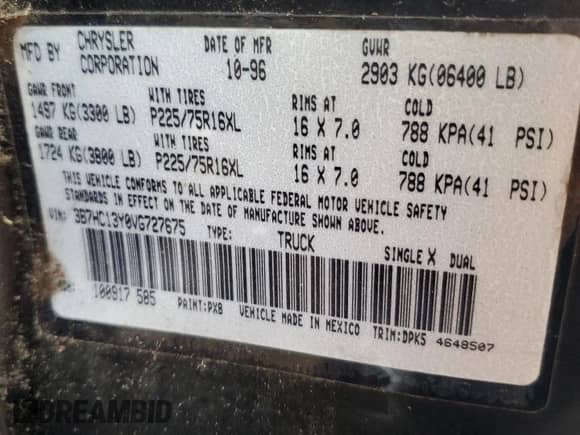 MFD BY CHRYSLER CORPORATION DATE OF MFR 10-96 GVWR 2903 KG(06400 LB)
GAWR FRONT WITH TIRES RIMS AT COLD
1497 KG(3300 LB) P225/75R16XL 16 X 7.0 788 KPA(41 PSI)
GAWR REAR WITH TIRES RIMS AT COLD
1724 KG(3800 LB) P225/75R16XL 16 X 7.0 788 KPA(41 PSI)
THIS VEHICLE CONFORMS TO ALL APPLICABLE FEDERAL MOTOR VEHICLE SAFETY
STANDARDS IN EFFECT ON THE DATE OF MANUFACTURE SHOWN ABOVE.
VIN: 3B7HC13Y0VG727675 TYPE: TRUCK SINGLE X DUAL
100917 585 PAINT:PX8 VEHICLE MADE IN MEXICO TRIM:DPK5 4648507
DREAMBID